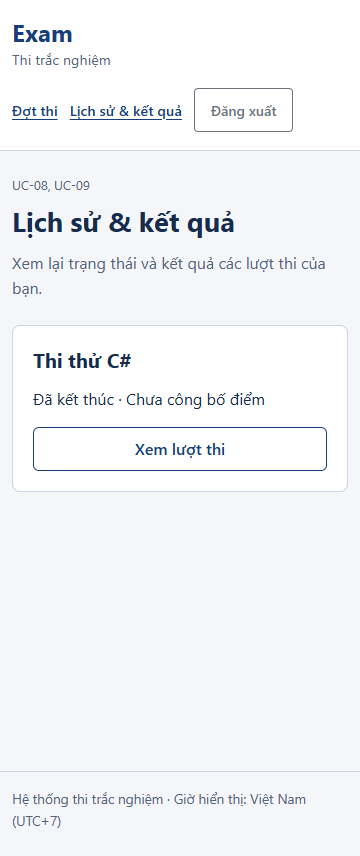 Exam
Thi trắc nghiệm
Đợt thi Lịch sử & kết quả Đăng xuất
UC-08, UC-09
Lịch sử & kết quả
Xem lại trạng thái và kết quả các lượt thi của
bạn.
Thi thử C#
Đã kết thúc · Chưa công bố điểm
Xem lượt thi
Hệ thống thi trắc nghiệm · Giờ hiển thị: Việt Nam
(UTC+7)